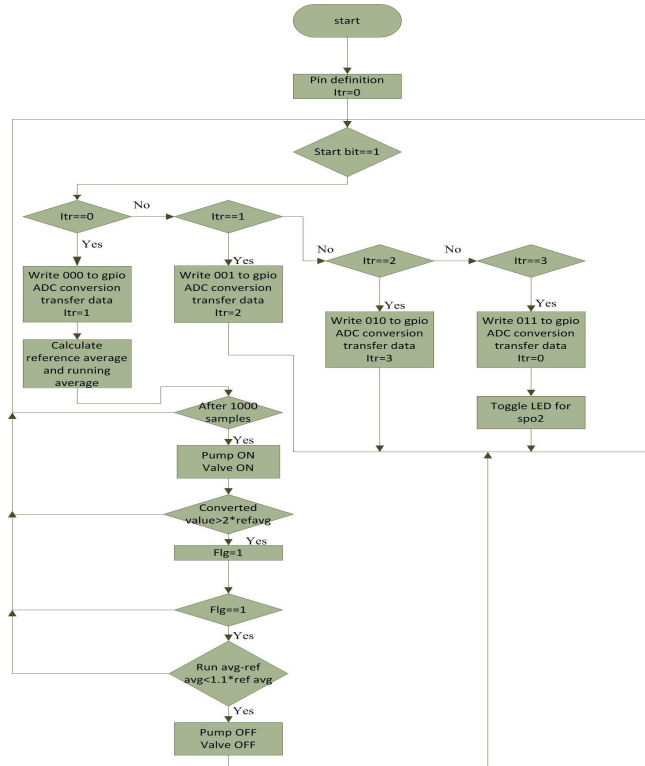 start
Pin definition
Itr=0
Start bit==1
Itr==0
No
Itr==1
Yes
Write 000 to gpio
ADC conversion
transfer data
Itr=1
Yes
Write 001 to gpio
ADC conversion
transfer data
Itr=2
No
Itr==2
No
Itr==3
Yes
Write 010 to gpio
ADC conversion
transfer data
Itr=3
Yes
Write 011 to gpio
ADC conversion
transfer data
Itr=0
Calculate
reference average
and running
average
Toggle LED for
spo2
After 1000
samples
Yes
Pump ON
Valve ON
Converted
value>2*refavg
Yes
Flg=1
Flg==1
Yes
Run avg-ref
avg<1.1*ref avg
Yes
Pump OFF
Valve OFF